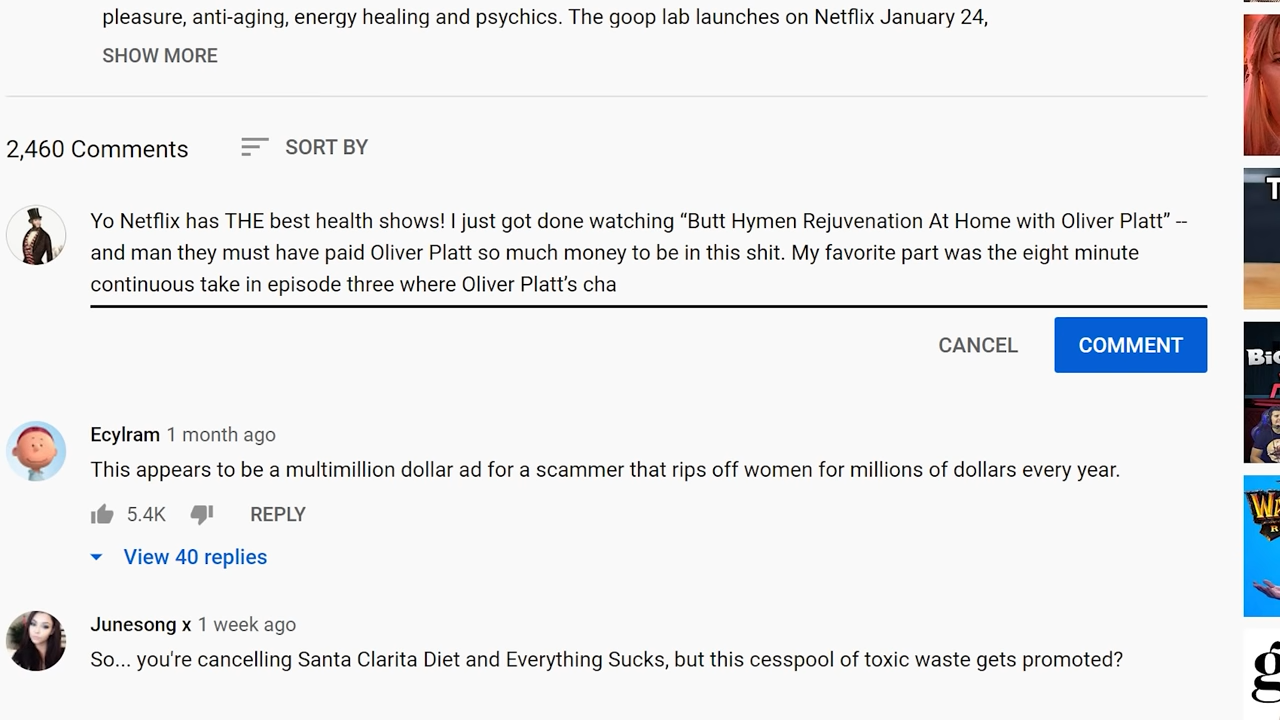 pleasure, anti-aging, energy healing and psychics. The goop lab launches on Netflix January 24,
SHOW MORE
2,460 Comments
SORT BY
Yo Netflix has THE best health shows! I just got done watching “Butt Hymen Rejuvenation At Home with Oliver Platt” --
and man they must have paid Oliver Platt so much money to be in this shit. My favorite part was the eight minute
continuous take in episode three where Oliver Platt’s cha
CANCEL
COMMENT
Ecylram 1 month ago
This appears to be a multimillion dollar ad for a scammer that rips off women for millions of dollars every year.
5.4K
REPLY
View 40 replies
Junesong x 1 week ago
So... you're cancelling Santa Clarita Diet and Everything Sucks, but this cesspool of toxic waste gets promoted?
g